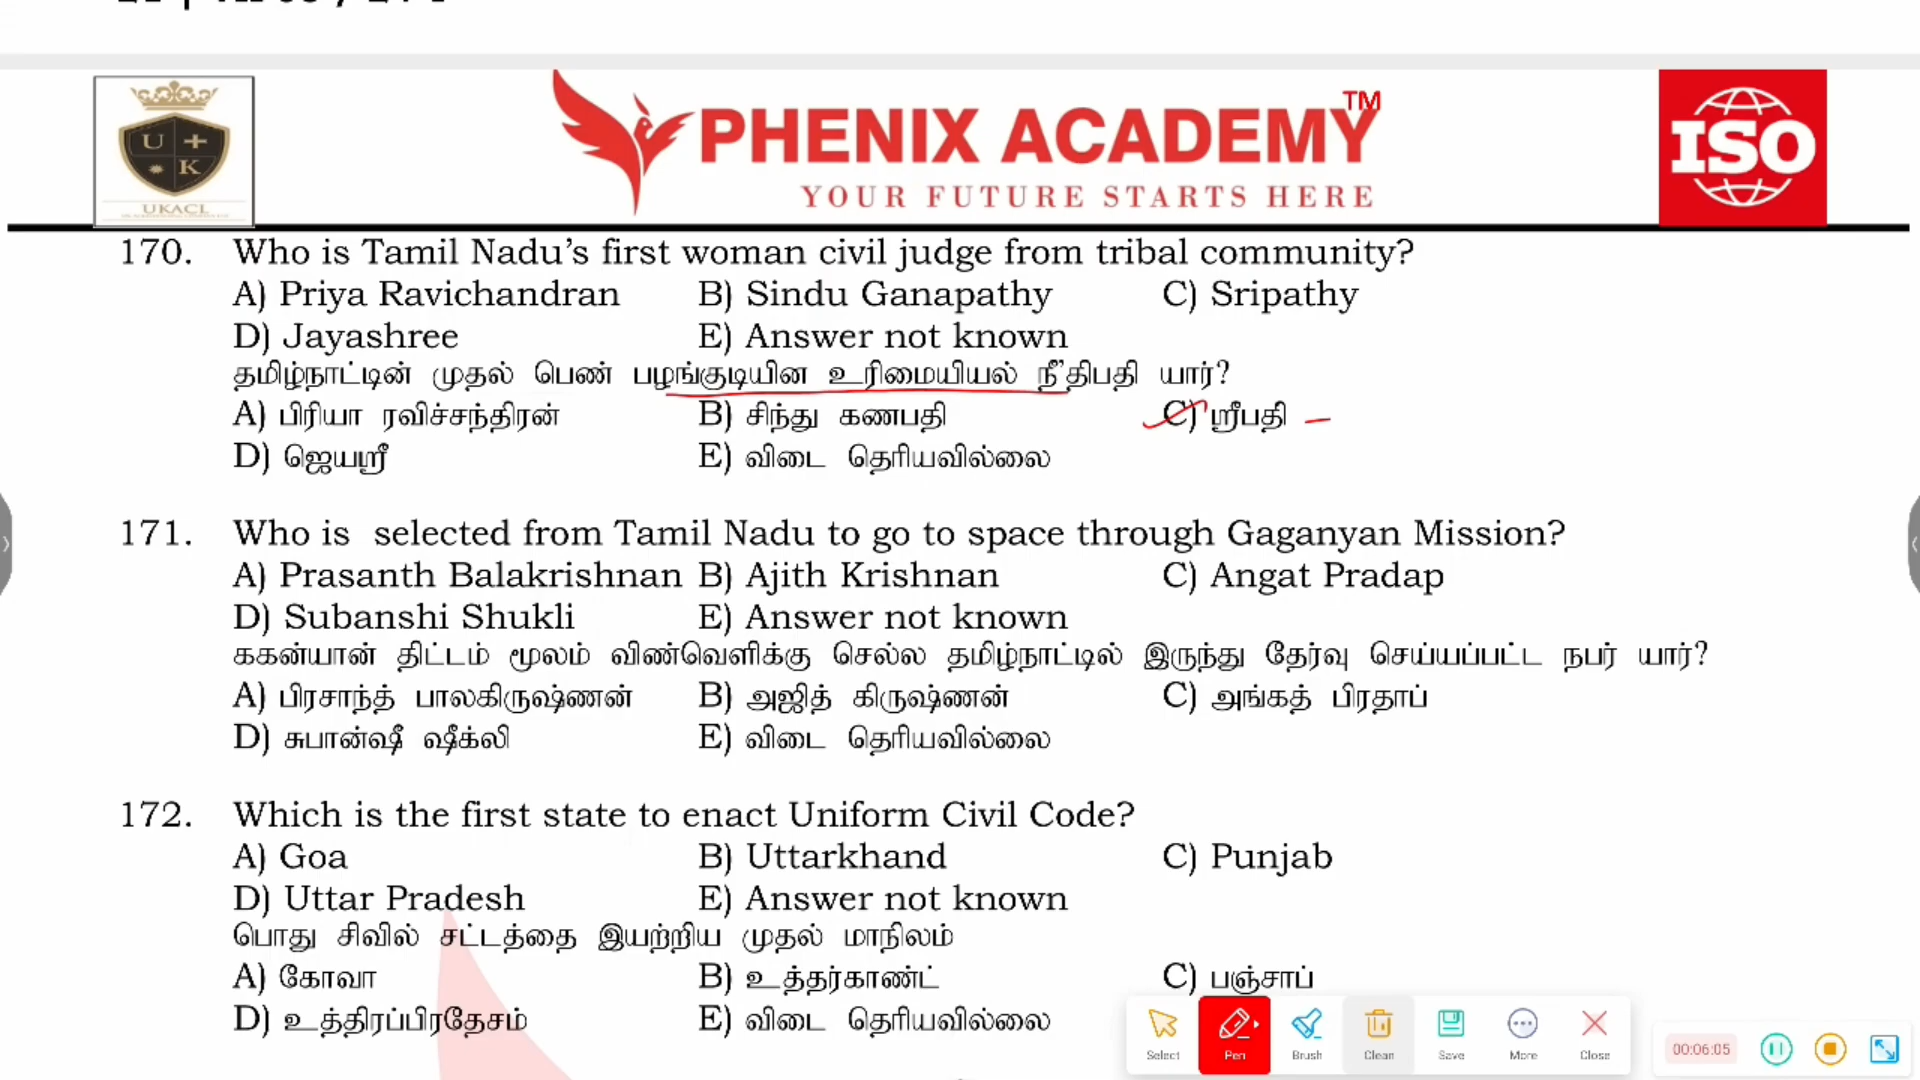 U + K
UKACL
PHENIX ACADEMY TM
YOUR FUTURE STARTS HERE
ISO
170. Who is Tamil Nadu’s first woman civil judge from tribal community?
A) Priya Ravichandran B) Sindu Ganapathy C) Sripathy
D) Jayashree E) Answer not known
தமிழ்நாட்டின் முதல் பெண் பழங்குடியின உரிமையியல் நீதிபதி யார்?
A) பிரியா ரவிச்சந்திரன் B) சிந்து கணபதி C) ஸ்ரீபதி
D) ஜெயஸ்ரீ E) விடை தெரியவில்லை
171. Who is selected from Tamil Nadu to go to space through Gaganyan Mission?
A) Prasanth Balakrishnan B) Ajith Krishnan C) Angat Pradap
D) Subanshi Shukli E) Answer not known
ககன்யான் திட்டம் மூலம் விண்வெளிக்கு செல்ல தமிழ்நாட்டில் இருந்து தேர்வு செய்யப்பட்ட நபர் யார்?
A) பிரசாந்த் பாலகிருஷ்ணன் B) அஜித் கிருஷ்ணன் C) அங்கத் பிரதாப்
D) சுபான்ஷீ ஷீக்லி E) விடை தெரியவில்லை
172. Which is the first state to enact Uniform Civil Code?
A) Goa B) Uttarkhand C) Punjab
D) Uttar Pradesh E) Answer not known
பொது சிவில் சட்டத்தை இயற்றிய முதல் மாநிலம்
A) கோவா B) உத்தர்காண்ட் C) பஞ்சாப்
D) உத்திரப்பிரதேசம் E) விடை தெரியவில்லை
Select Pen Brush Clean Save More Close
00:06:05